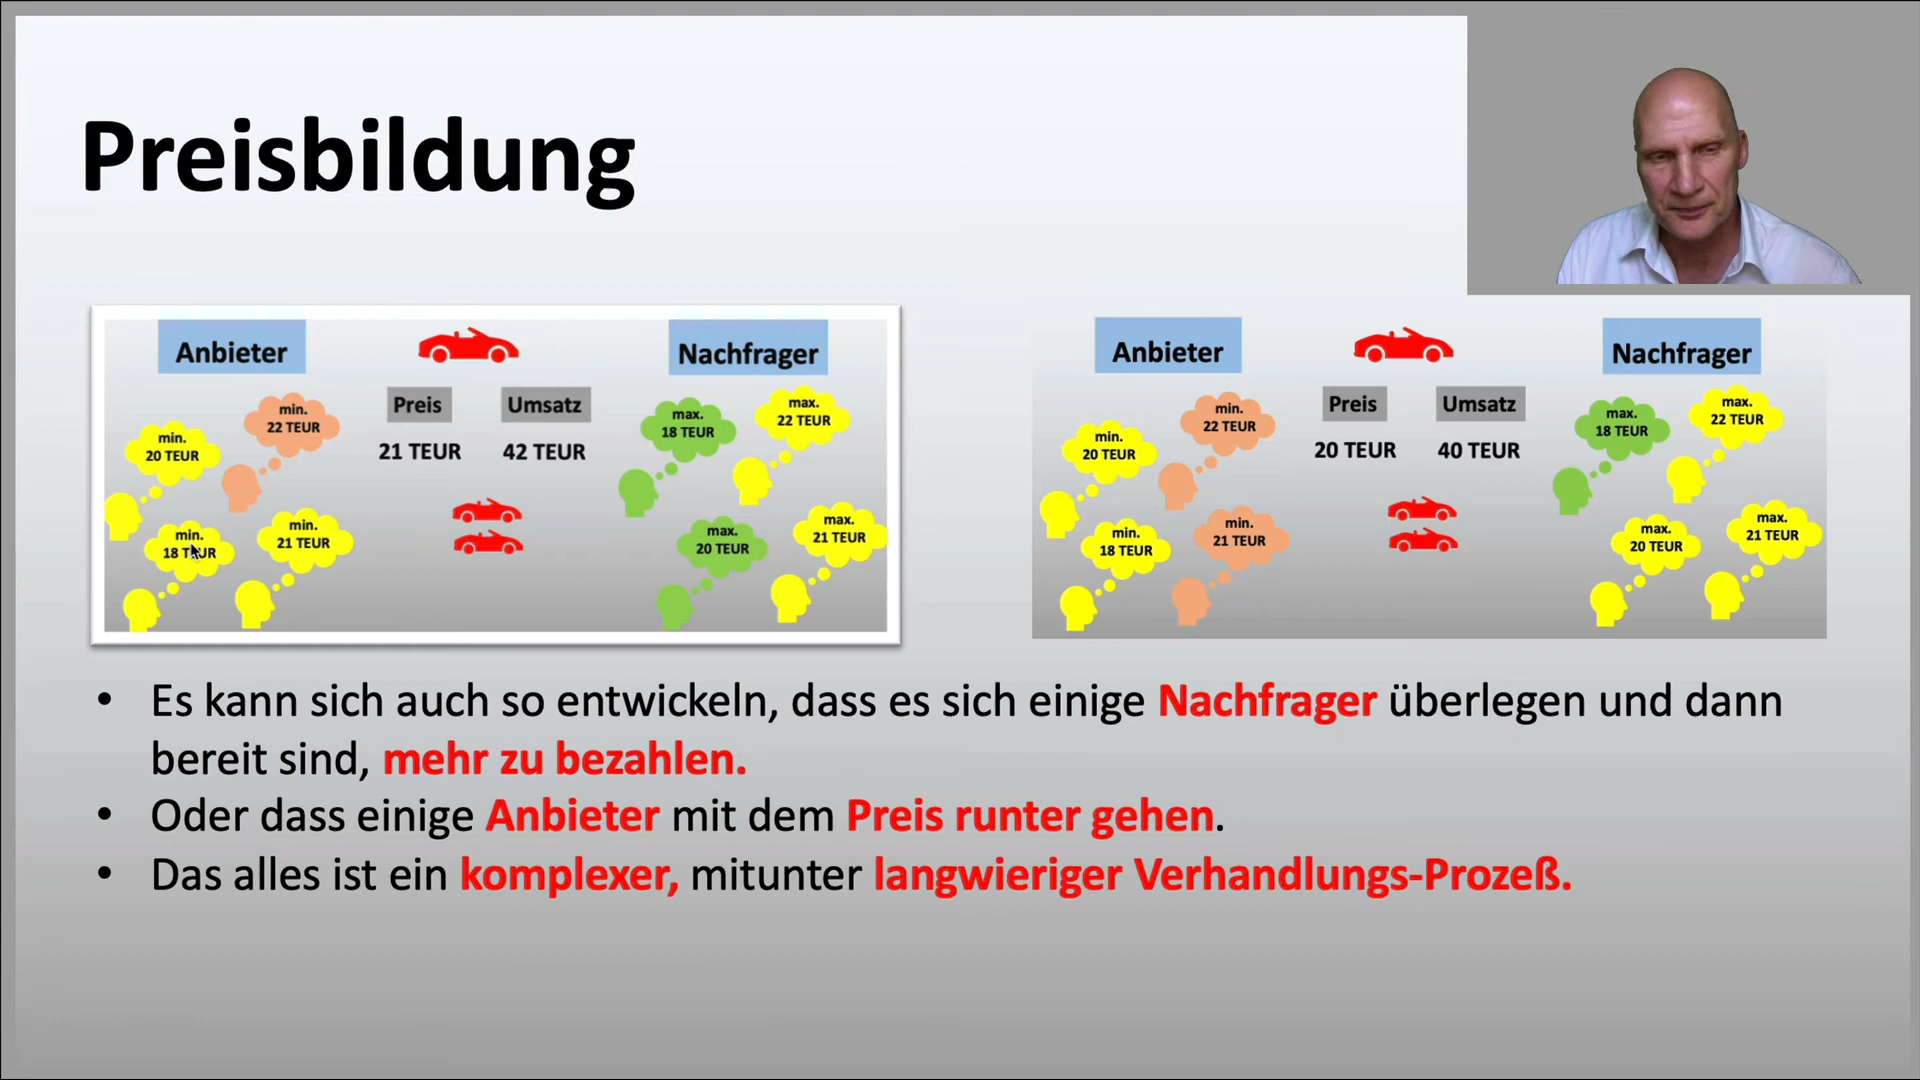 Preisbildung
Anbieter
Nachfrager
min.
22 TEUR
Preis
Umsatz
max.
18 TEUR
max.
22 TEUR
min.
20 TEUR
21 TEUR
42 TEUR
min.
18 TEUR
min.
21 TEUR
max.
20 TEUR
max.
21 TEUR
Anbieter
Nachfrager
min.
22 TEUR
Preis
Umsatz
max.
18 TEUR
max.
22 TEUR
min.
20 TEUR
20 TEUR
40 TEUR
min.
18 TEUR
min.
21 TEUR
max.
20 TEUR
max.
21 TEUR
• Es kann sich auch so entwickeln, dass es sich einige Nachfrager überlegen und dann
bereit sind, mehr zu bezahlen.
• Oder dass einige Anbieter mit dem Preis runter gehen.
• Das alles ist ein komplexer, mitunter langwieriger Verhandlungs-Prozeß.